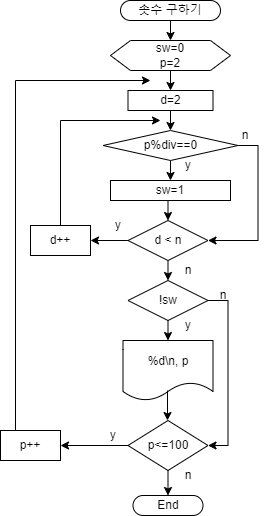 솟수 구하기
sw=0
p=2
d=2
p%div==0
n
y
sw=1
d < n
y
d++
n
!sw
n
y
%d\n, p
p<=100
y
p++
n
End